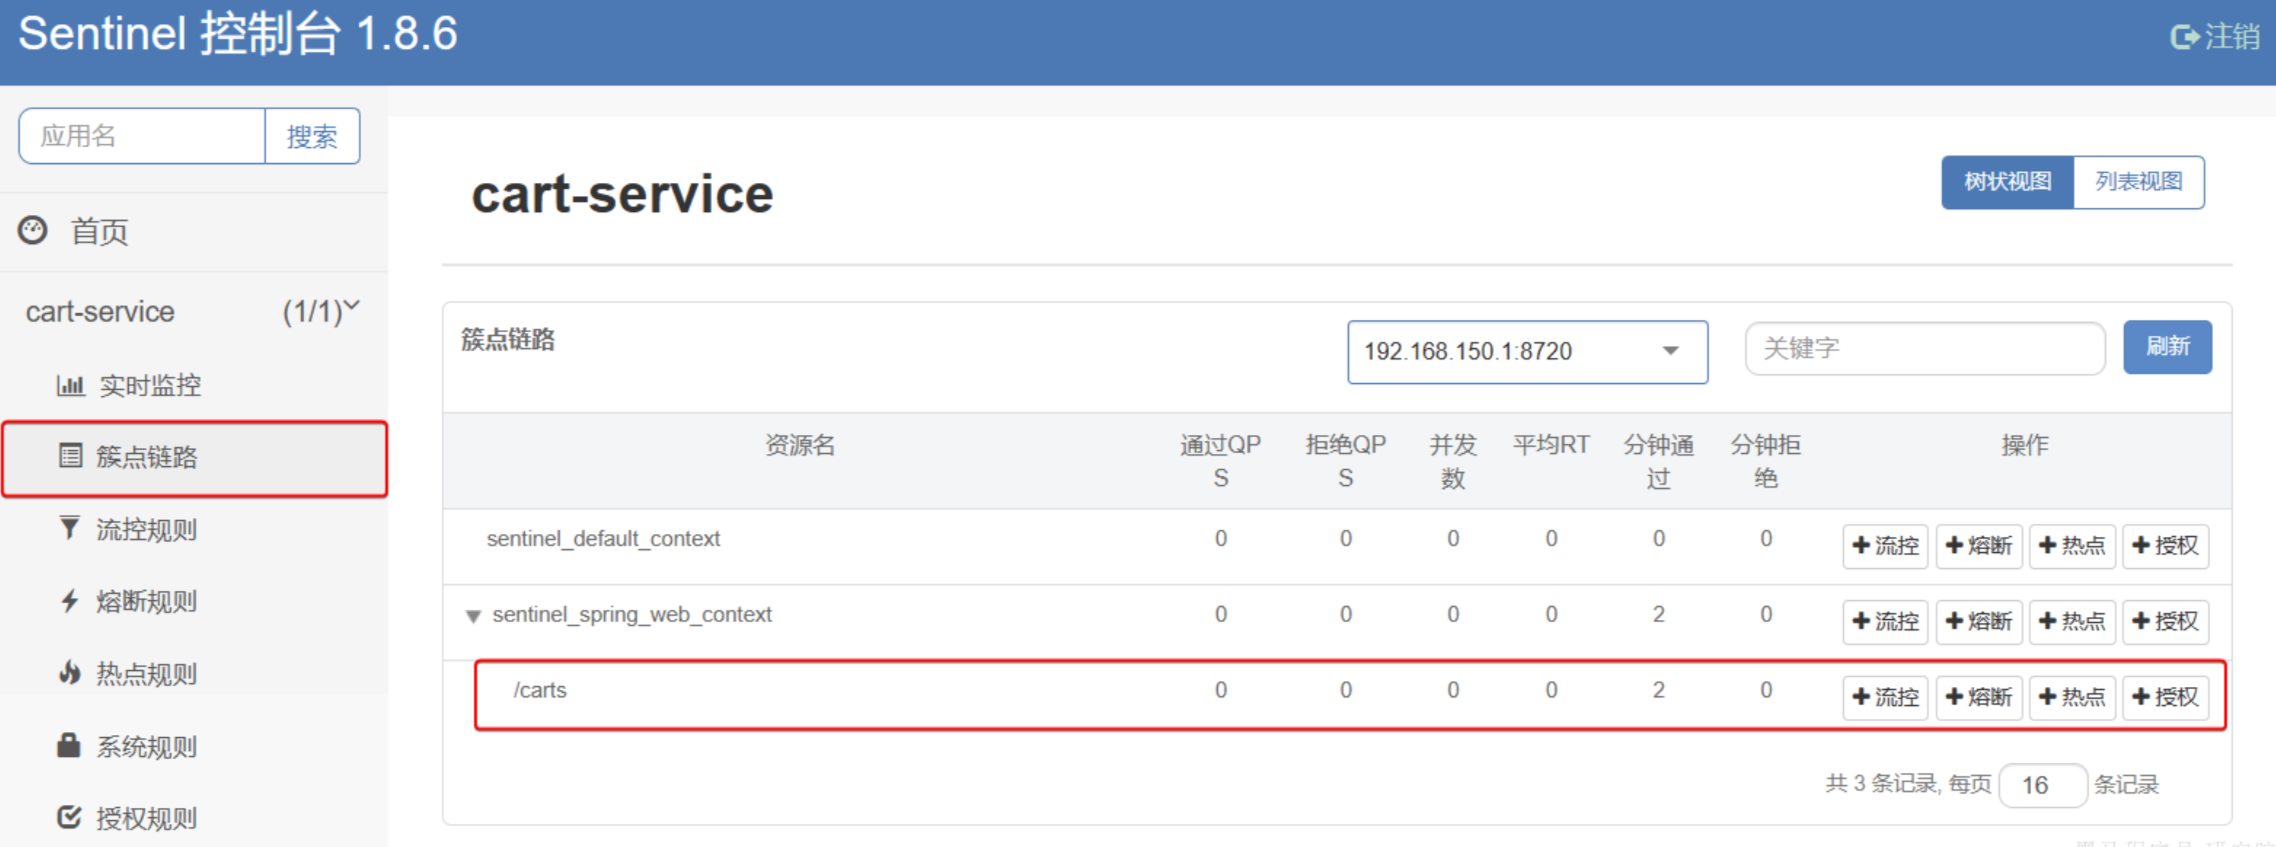 Sentinel 控制台 1.8.6
注销
应用名
搜索
首页
cart-service (1/1)
实时监控
簇点链路
流控规则
熔断规则
热点规则
系统规则
授权规则
cart-service
树状视图
列表视图
簇点链路
192.168.150.1:8720
关键字
刷新
资源名 通过QPS 拒绝QPS 并发数 平均RT 分钟通过 分钟拒绝 操作
sentinel_default_context 0 0 0 0 0 0 流控 熔断 热点 授权
sentinel_spring_web_context 0 0 0 0 2 0 流控 熔断 热点 授权
/carts 0 0 0 0 2 0 流控 熔断 热点 授权
共 3 条记录, 每页 16 条记录